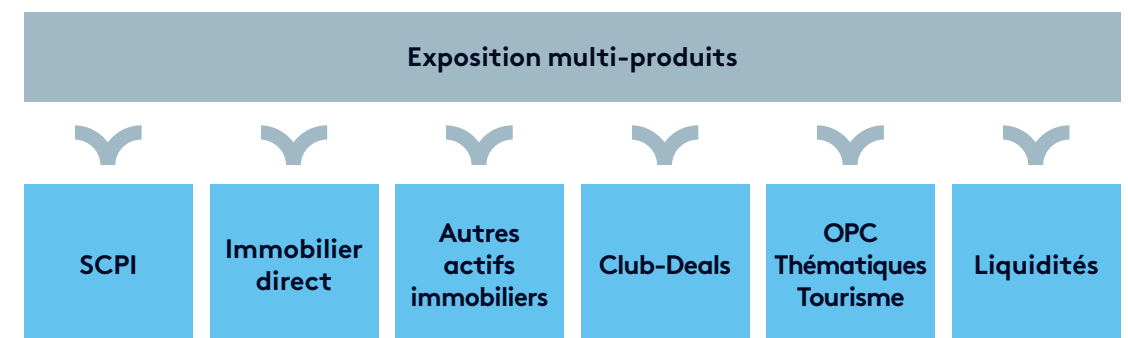 Exposition multi-produits
SCPI
Immobilier
direct
Autres
actifs
immobiliers
Club-Deals
OPC
Thématiques
Tourisme
Liquidités